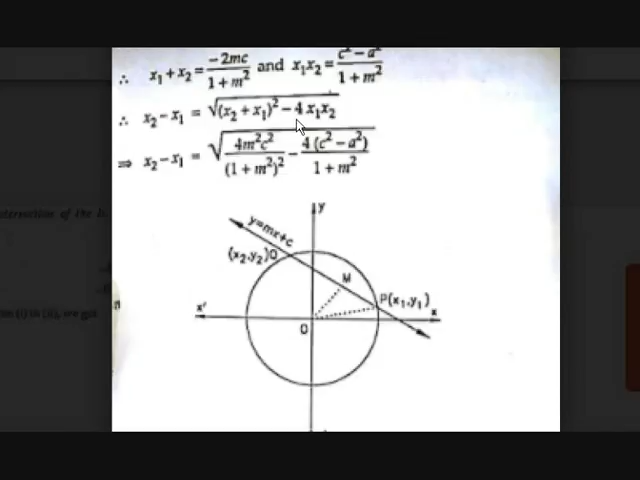 ∴ x₁ + x₂ = -2mc / 1 + m² and x₁x₂ = c² - a² / 1 + m²
∴ x₂ - x₁ = √(x₂ + x₁)² - 4 x₁x₂
⇒ x₂ - x₁ = √4m²c² / (1 + m²)² - 4 (c² - a²) / 1 + m²
y
y=mx+c
(x₂,y₂)Q
M
P(x₁,y₁)
x'
x
O